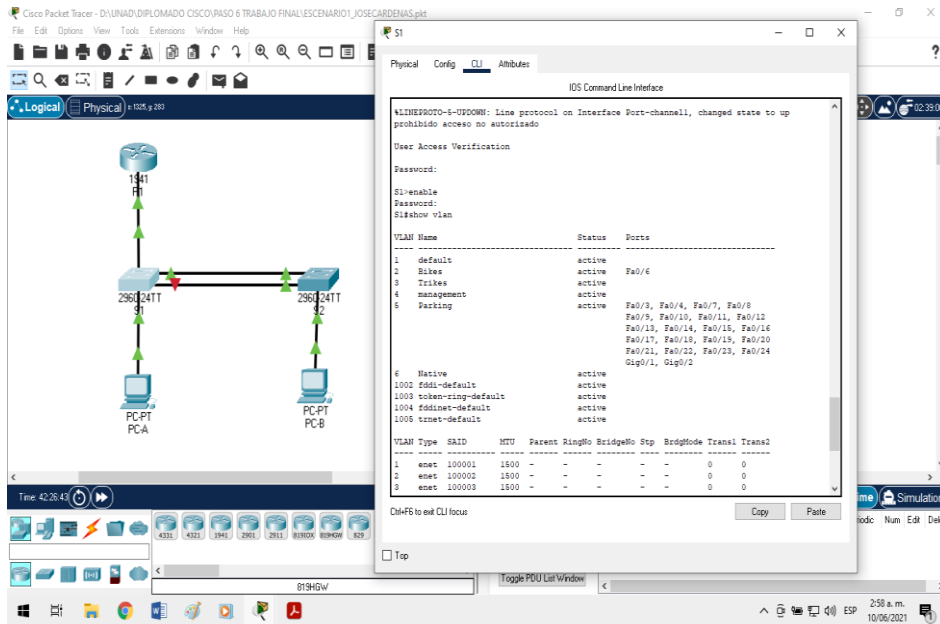 Cisco Packet Tracer - D:\UNAD\DIPLOMADO CISCO\PASO 6 TRABAJO FINAL\ESCENARIO1_JOSECARDENAS.pkt
File Edit Options View Tools Extensions Window Help
Logical Physical x: 1325, y: 283
02:39:0
1941
R1
2960-24TT
S1
2960-24TT
S2
PC-PT
PC-A
PC-PT
PC-B
S1
Physical Config CLI Attributes
IOS Command Line Interface
%LINEPROTO-5-UPDOWN: Line protocol on Interface Port-channel1, changed state to up
prohibido acceso no autorizado
User Access Verification
Password:
S1>enable
Password:
S1#show vlan
VLAN Name Status Ports
---- -------------------------------- --------- -------------------------------
1 default active
2 Bikes active Fa0/6
3 Trikes active
4 management active
5 Parking active Fa0/3, Fa0/4, Fa0/7, Fa0/8
Fa0/9, Fa0/10, Fa0/11, Fa0/12
Fa0/13, Fa0/14, Fa0/15, Fa0/16
Fa0/17, Fa0/18, Fa0/19, Fa0/20
Fa0/21, Fa0/22, Fa0/23, Fa0/24
Gig0/1, Gig0/2
6 Native active
1002 fddi-default active
1003 token-ring-default active
1004 fddinet-default active
1005 trnet-default active
VLAN Type SAID MTU Parent RingNo BridgeNo Stp BrdgMode Trans1 Trans2
---- ----- ---------- ----- ------ ------ -------- ---- -------- ------ ------
1 enet 100001 1500 - - - - - 0 0
2 enet 100002 1500 - - - - - 0 0
3 enet 100003 1500 - - - - - 0 0
Ctrl+F6 to exit CLI focus
Copy Paste
Top
Time: 42:26:43
me Simulation
4331 4321 1941 2901 2911 819IOX 819HGW 829
819HGW
Toggle PDU List Window
iodic Num Edit Del
ESP
2:58 a. m.
10/06/2021